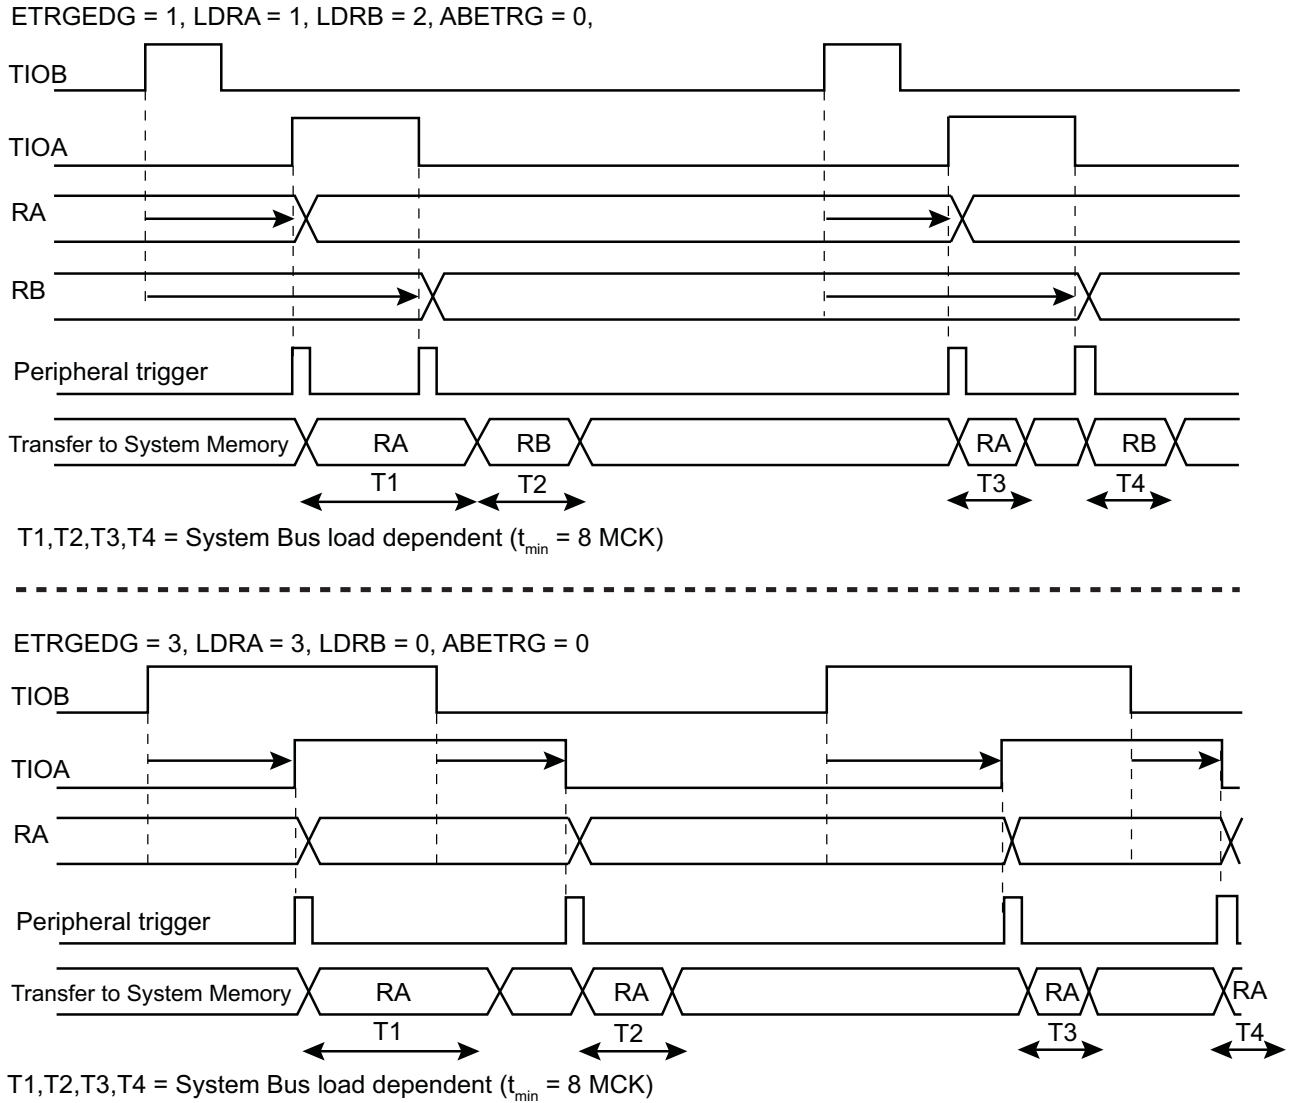 ETRGEDG = 1, LDRA = 1, LDRB = 2, ABETRG = 0,
TIOB
TIOA
RA
RB
Peripheral trigger
Transfer to System Memory RA RB RA RB
T1 T2 T3 T4
T1,T2,T3,T4 = System Bus load dependent (tmin = 8 MCK)
ETRGEDG = 3, LDRA = 3, LDRB = 0, ABETRG = 0
TIOB
TIOA
RA
Peripheral trigger
Transfer to System Memory RA RA RA RA
T1 T2 T3 T4
T1,T2,T3,T4 = System Bus load dependent (tmin = 8 MCK)